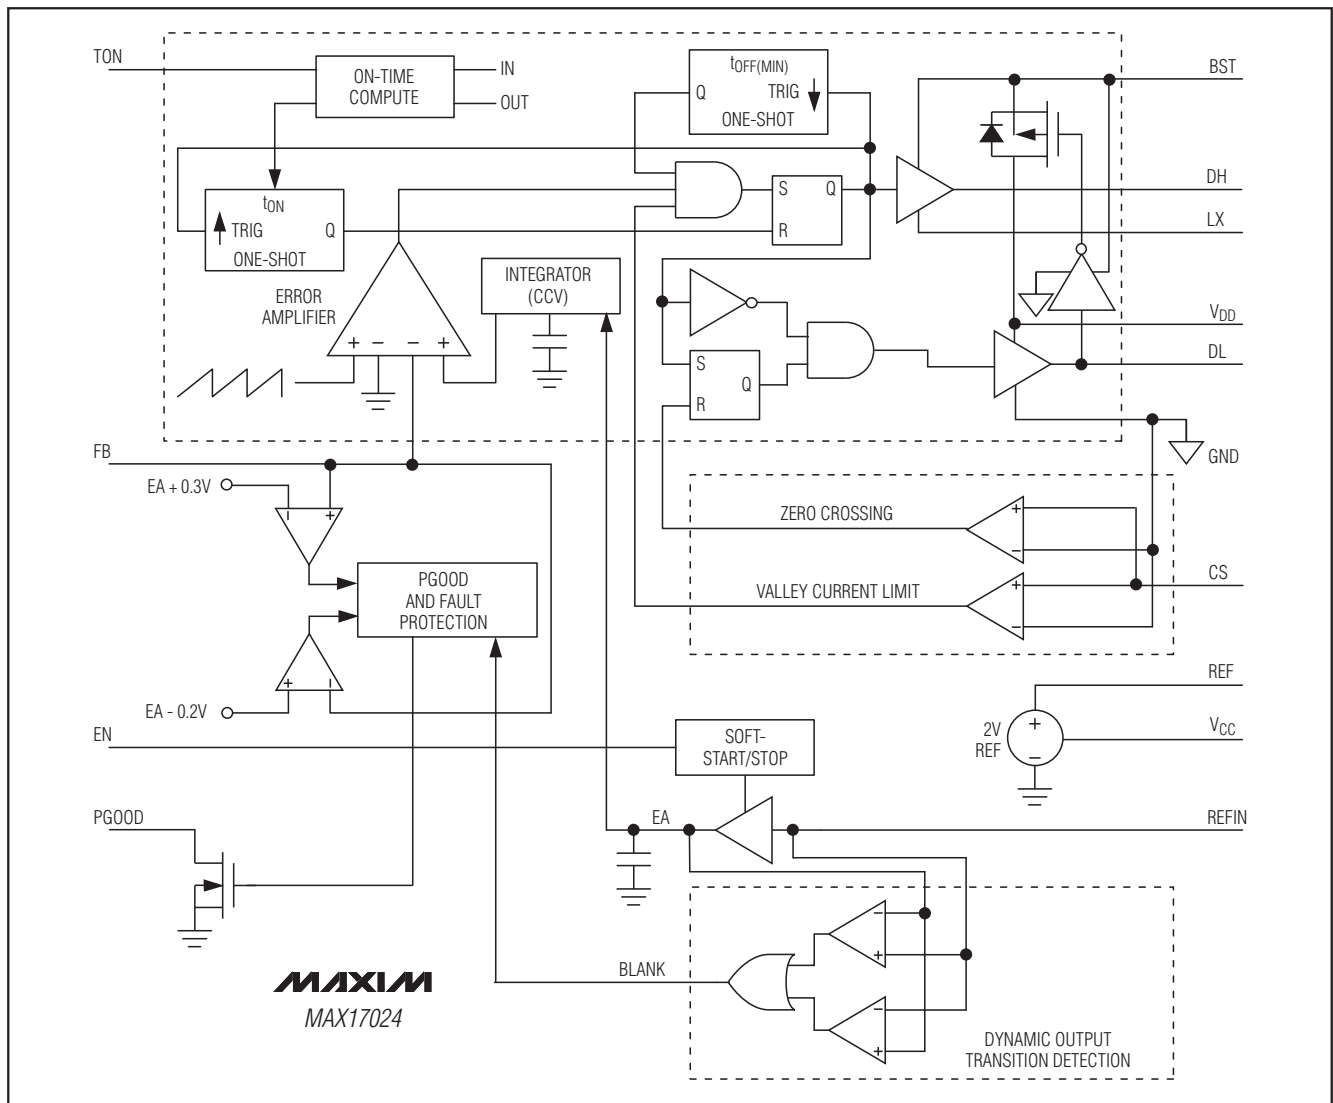 TON
ON-TIME
COMPUTE
IN
OUT
tOFF(MIN)
Q
TRIG
ONE-SHOT
BST
tON
TRIG
Q
ONE-SHOT
S
Q
R
DH
LX
ERROR
AMPLIFIER
INTEGRATOR
(CCV)
+
−
−
+
S
Q
R
VDD
DL
GND
FB
EA + 0.3V
−
+
ZERO CROSSING
+
−
PGOOD
AND FAULT
PROTECTION
VALLEY CURRENT LIMIT
+
−
CS
+
−
EA - 0.2V
EN
SOFT-
START/STOP
2V
REF
+
−
REF
VCC
PGOOD
EA
REFIN
−
+
BLANK
−
+
MAXIM
MAX17024
DYNAMIC OUTPUT
TRANSITION DETECTION